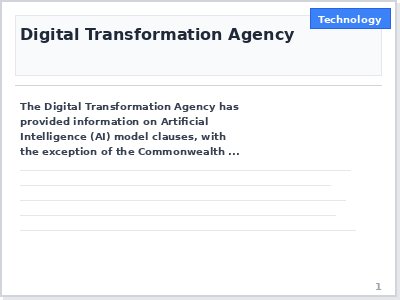 Technology
Digital Transformation Agency
The Digital Transformation Agency has
provided information on Artificial
Intelligence (AI) model clauses, with
the exception of the Commonwealth ...
1